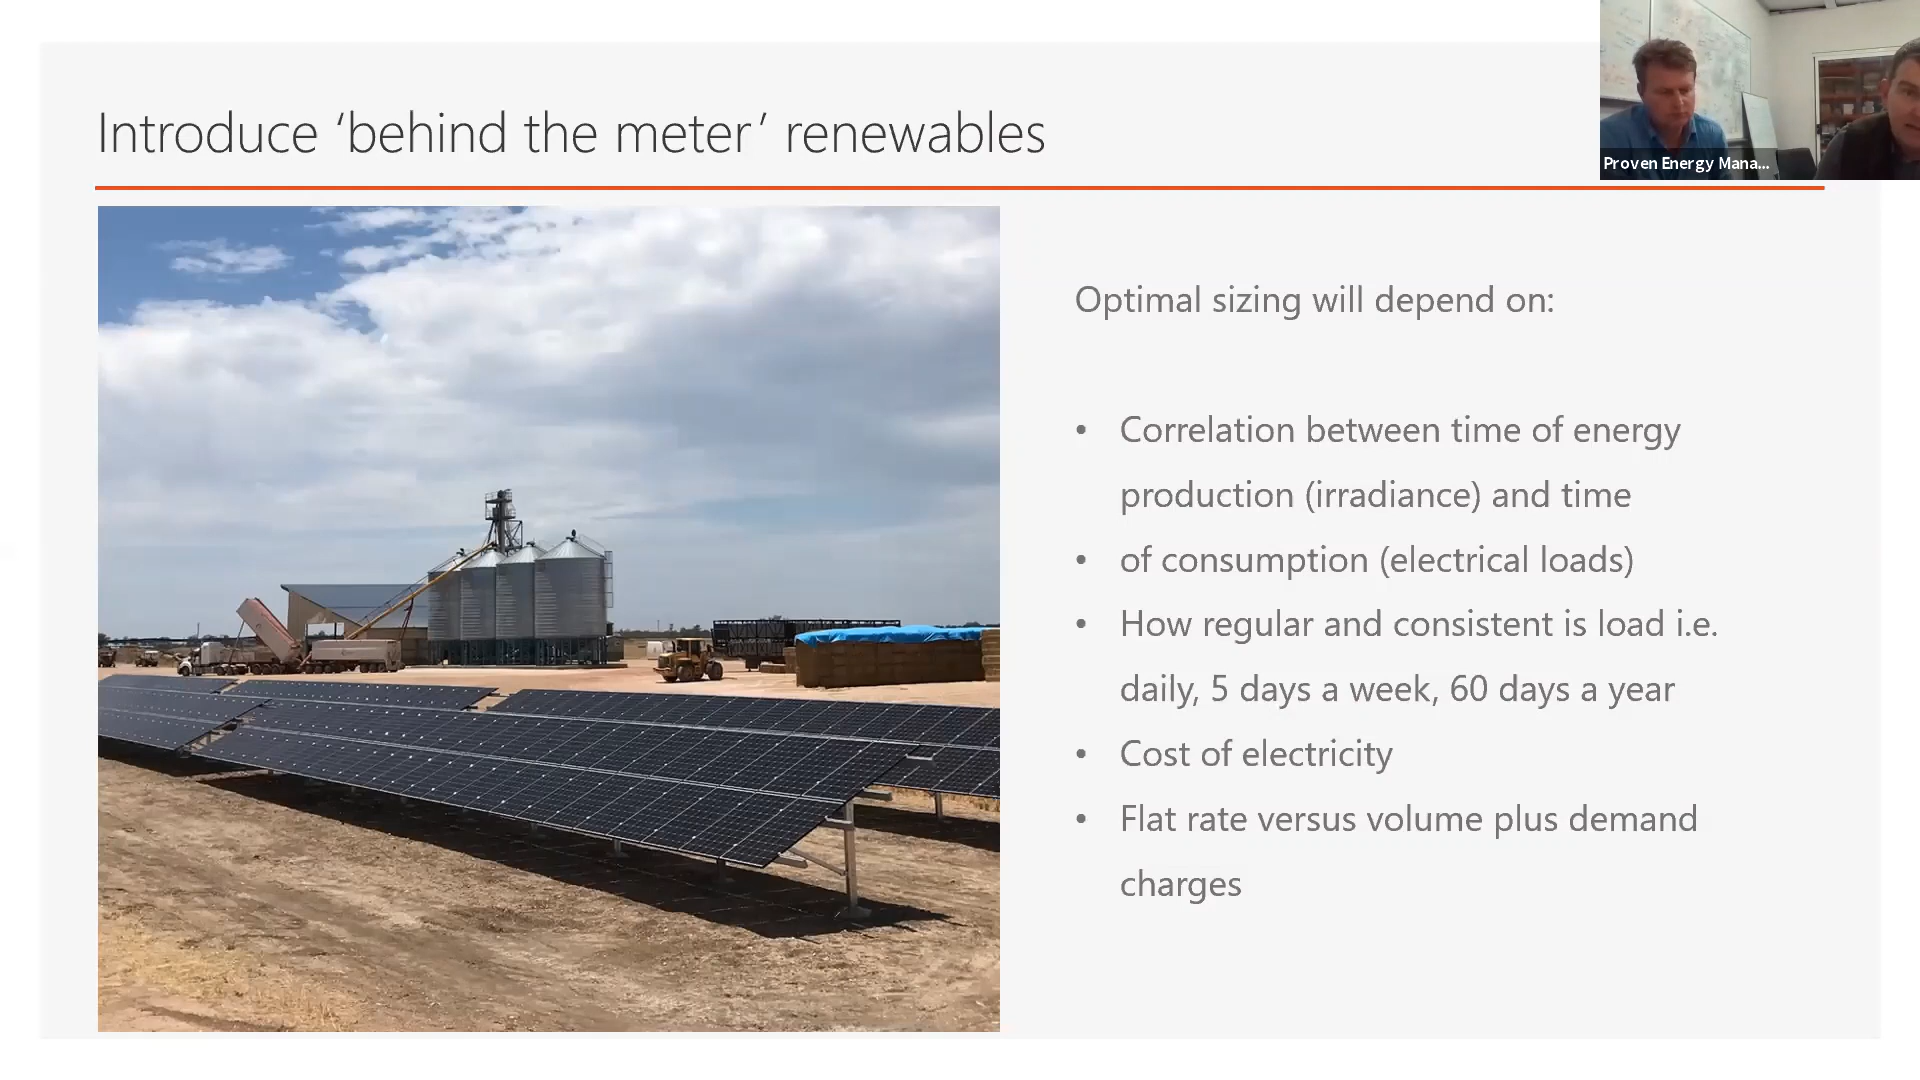 Introduce ‘behind the meter’ renewables
Proven Energy Mana...
Optimal sizing will depend on:
• Correlation between time of energy
production (irradiance) and time
• of consumption (electrical loads)
• How regular and consistent is load i.e.
daily, 5 days a week, 60 days a year
• Cost of electricity
• Flat rate versus volume plus demand
charges